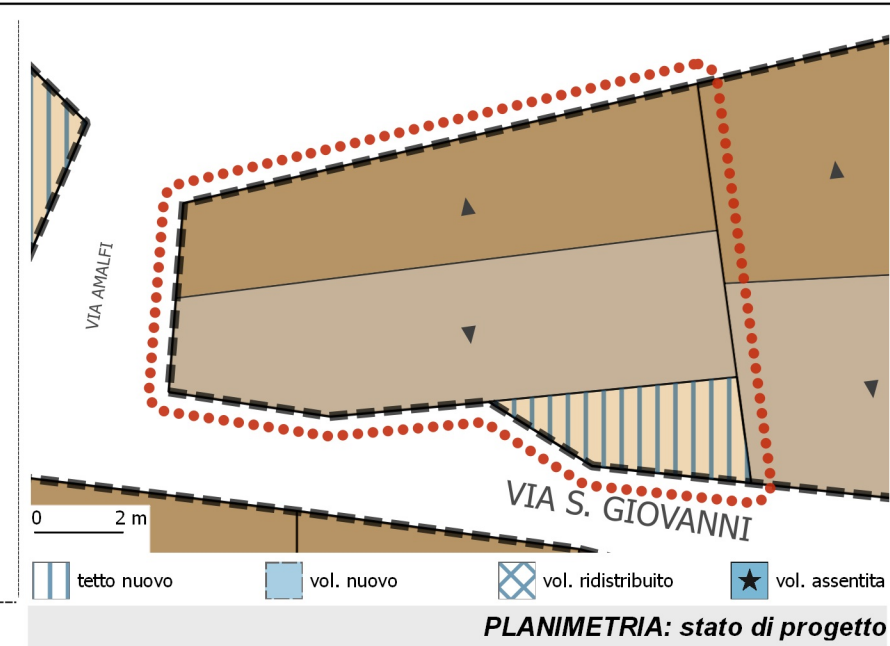 VIA AMALFI
VIA S. GIOVANNI
0 2 m
tetto nuovo
vol. nuovo
vol. ridistribuito
vol. assentita
PLANIMETRIA: stato di progetto